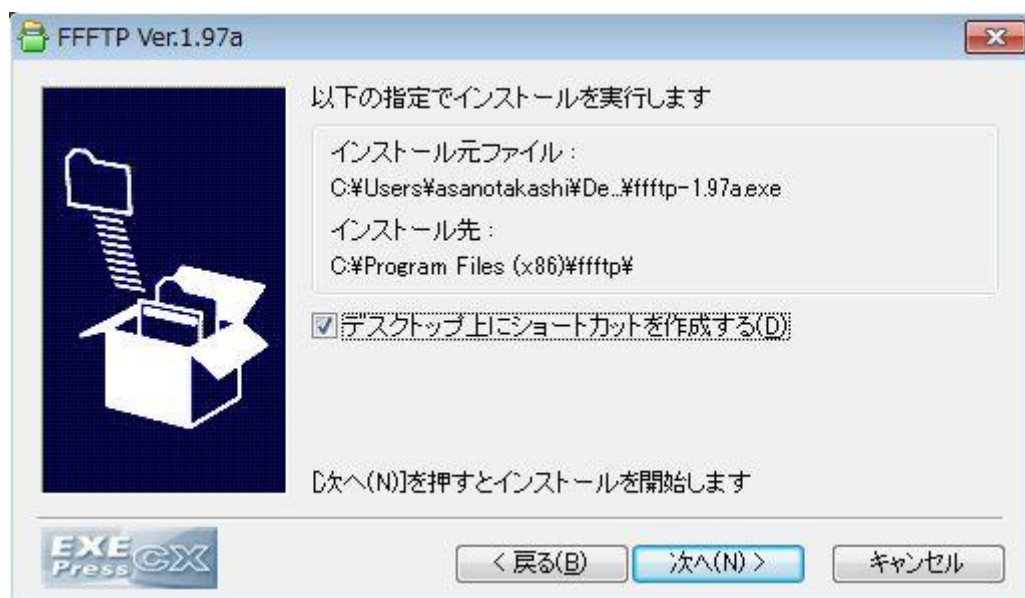 FFFTP Ver.1.97a
以下の指定でインストールを実行します
インストール元ファイル：
C:¥Users¥asanotakashi¥De...¥ffftp-1.97a.exe
インストール先：
C:¥Program Files (x86)¥ffftp¥
デスクトップ上にショートカットを作成する(D)
[次へ(N)]を押すとインストールを開始します
EXE
Press CX
< 戻る(B) 次へ(N) > キャンセル